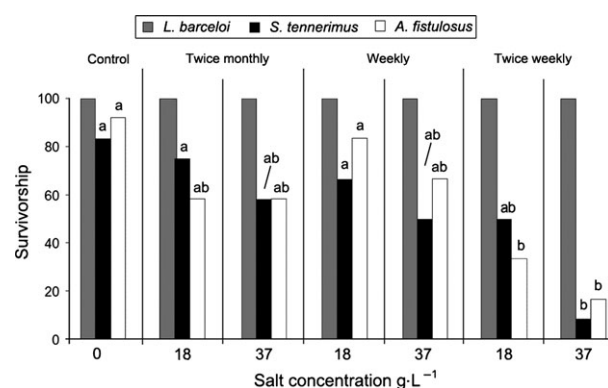 L. barceloi S. tennerimus A. fistulosus
Control Twice monthly Weekly Twice weekly
100
80
60
40
20
0
Survivorship
a a
a ab
ab ab
a a
ab ab
ab b
b b
0 18 37 18 37 18 37
Salt concentration g·L⁻¹